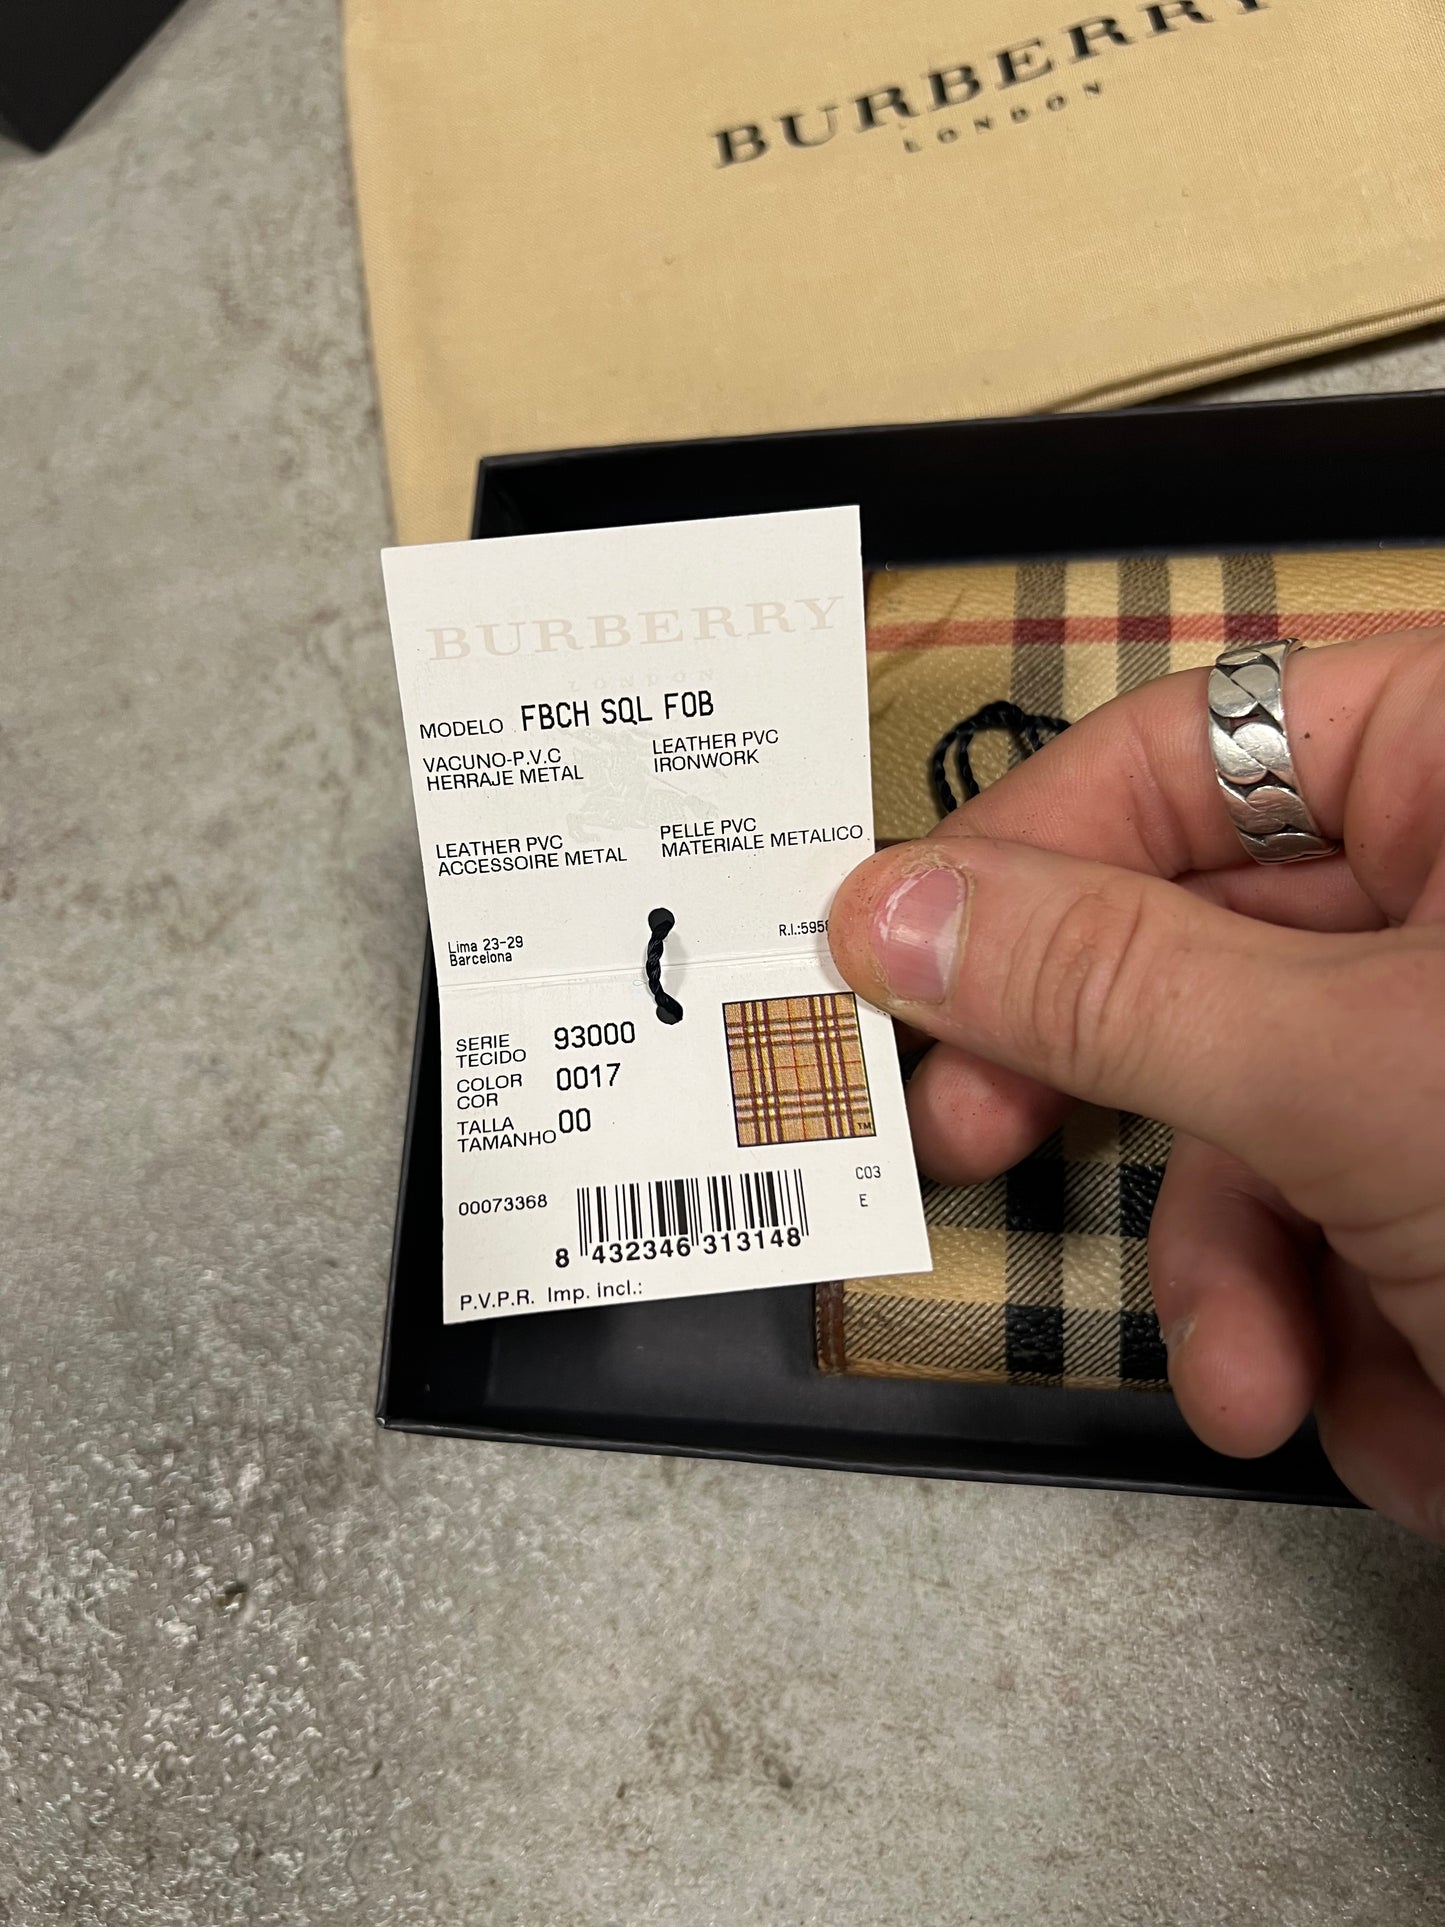 BURBERRY
LONDON
BURBERRY
LONDON
MODELO FBCH SQL FOB
VACUNO-P.V.C
HERRAJE METAL
LEATHER PVC
IRONWORK
LEATHER PVC
ACCESSOIRE METAL
PELLE PVC
MATERIALE METALICO
Lima 23-29
Barcelona
R.I.:595
SERIE
TECIDO 93000
COLOR
COR 0017
TALLA
TAMANHO 00
TM
C03
E
00073368
8 432346 313148
P.V.P.R. Imp. incl.: